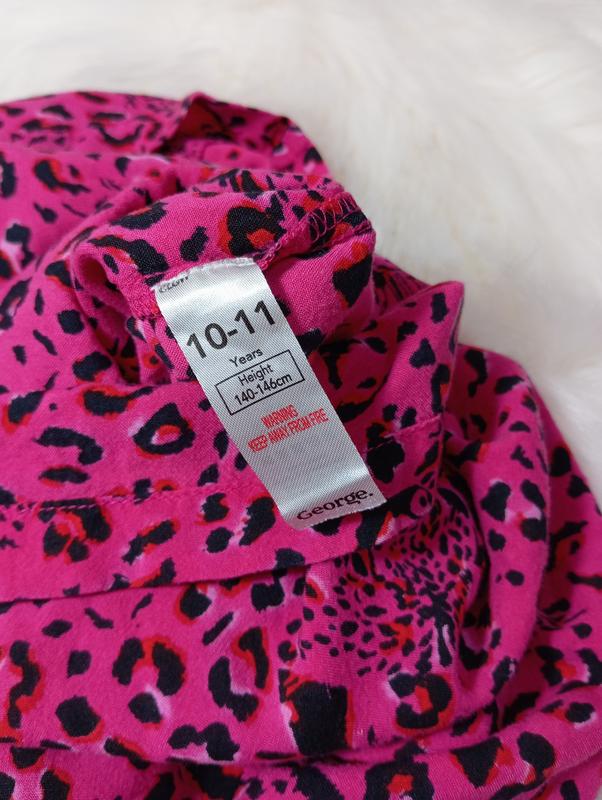 10-11
Years
Height
140-146cm
WARNING
KEEP AWAY FROM FIRE
George.